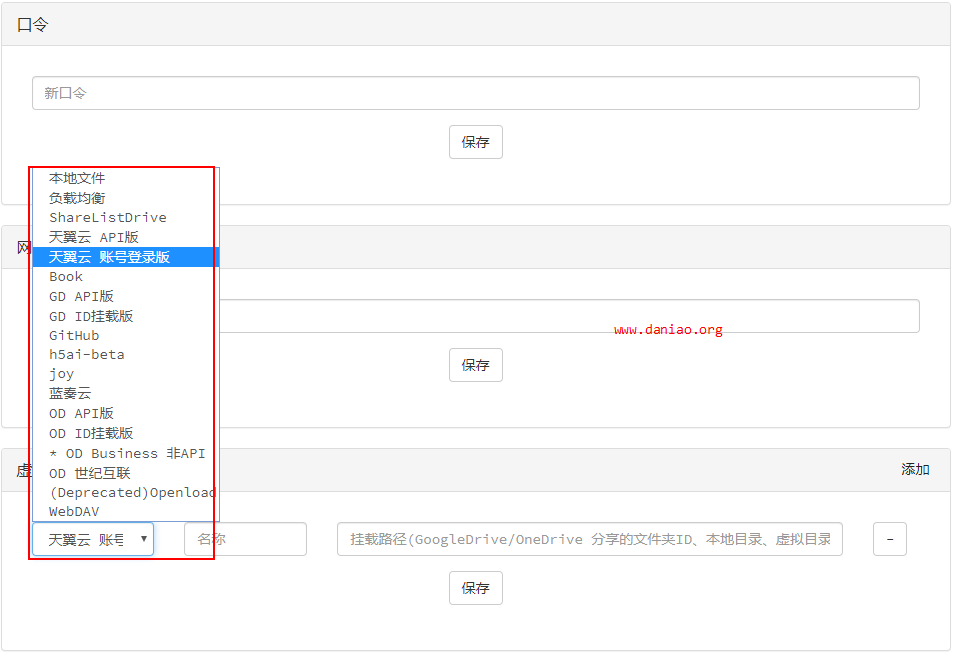 口令
新口令
保存
本地文件
负载均衡
ShareListDrive
天翼云 API版
网
天翼云 账号登录版
Book
GD API版
GD ID挂载版
www.daniao.org
GitHub
h5ai-beta
保存
joy
蓝奏云
OD API版
OD ID挂载版
* OD Business 非API
虚
OD 世纪互联
添加
(Deprecated)Openload
WebDAV
天翼云 账号
名称
挂载路径(GoogleDrive/OneDrive 分享的文件夹ID、本地目录、虚拟目录
-
保存